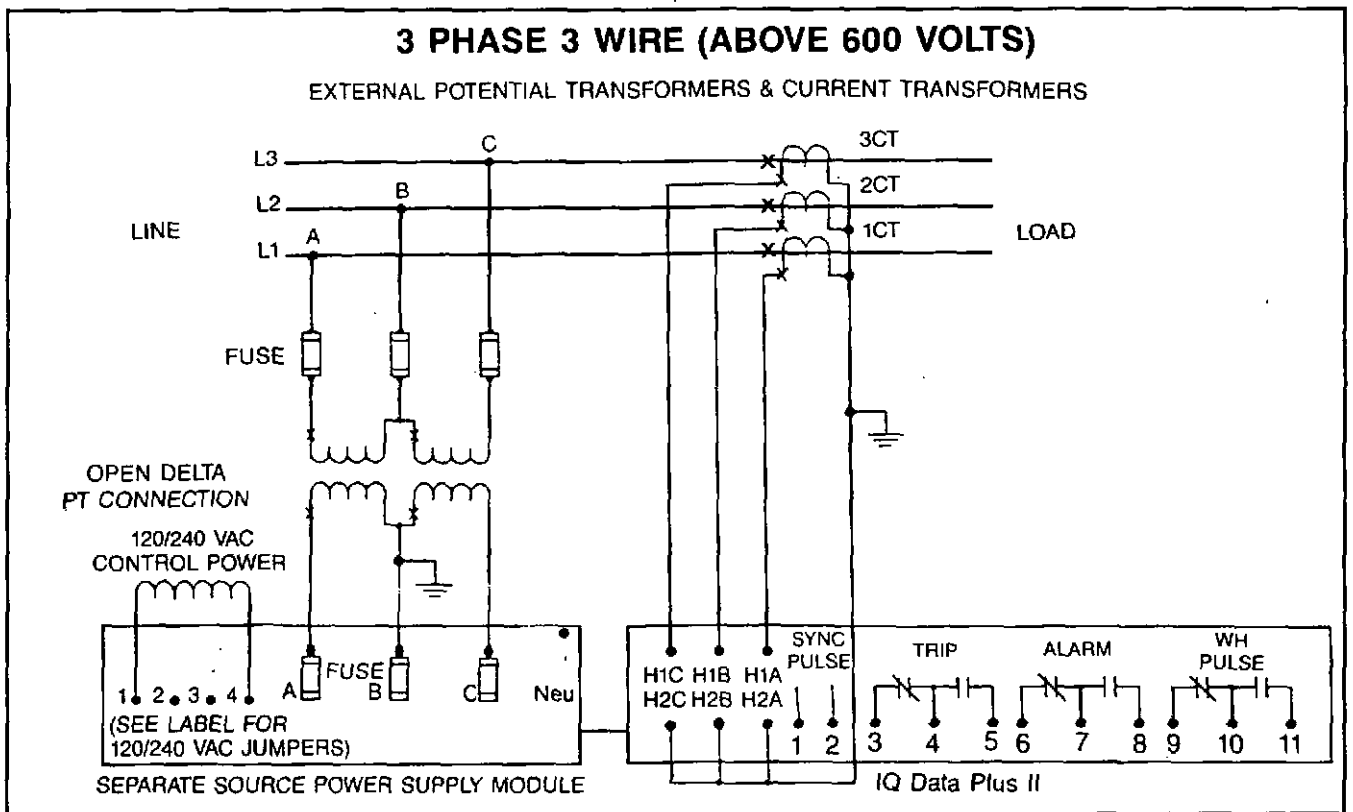 3 PHASE 3 WIRE (ABOVE 600 VOLTS)
EXTERNAL POTENTIAL TRANSFORMERS & CURRENT TRANSFORMERS
C
3CT
L3
B
2CT
L2
LINE
A
1CT
LOAD
L1
FUSE
OPEN DELTA
PT CONNECTION
120/240 VAC
CONTROL POWER
1 2 3 4
(SEE LABEL FOR
120/240 VAC JUMPERS)
A FUSE B C Neu
SEPARATE SOURCE POWER SUPPLY MODULE
H1C H1B H1A
H2C H2B H2A
SYNC
PULSE
1 2
TRIP
3 4 5
ALARM
6 7 8
WH
PULSE
9 10 11
IQ Data Plus II